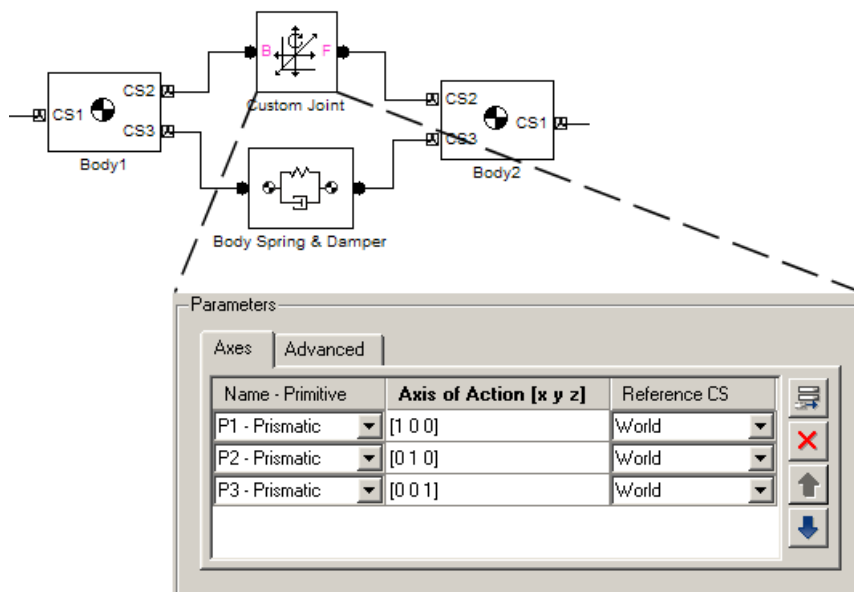 B C F
CS2 Custom Joint CS2
CS1 CS1
CS3 CS3
Body1 Body2
Body Spring & Damper
Parameters
Axes Advanced
Name - Primitive Axis of Action [x y z] Reference CS
P1 - Prismatic [1 0 0] World
P2 - Prismatic [0 1 0] World
P3 - Prismatic [0 0 1] World